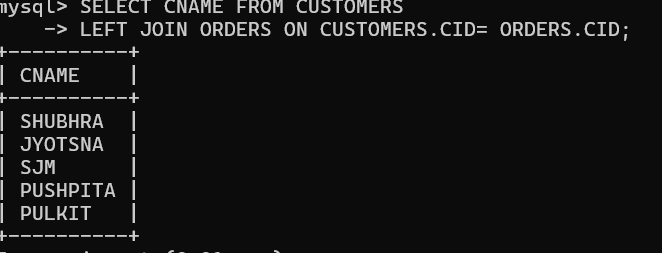 mysql> SELECT CNAME FROM CUSTOMERS
-> LEFT JOIN ORDERS ON CUSTOMERS.CID= ORDERS.CID;
+----------+
| CNAME    |
+----------+
| SHUBHRA  |
| JYOTSNA  |
| SJM      |
| PUSHPITA |
| PULKIT   |
+----------+